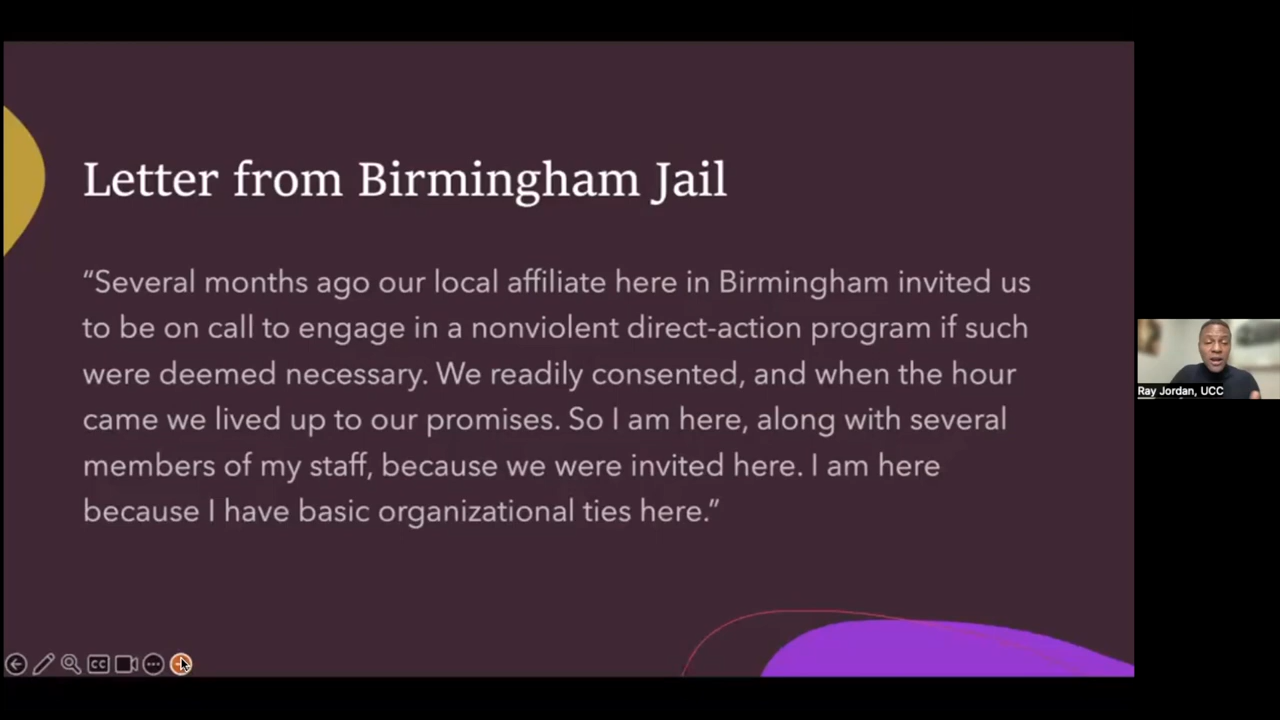 Letter from Birmingham Jail
“Several months ago our local affiliate here in Birmingham invited us
to be on call to engage in a nonviolent direct-action program if such
were deemed necessary. We readily consented, and when the hour
came we lived up to our promises. So I am here, along with several
members of my staff, because we were invited here. I am here
because I have basic organizational ties here.”
Ray Jordan, UCC
CC